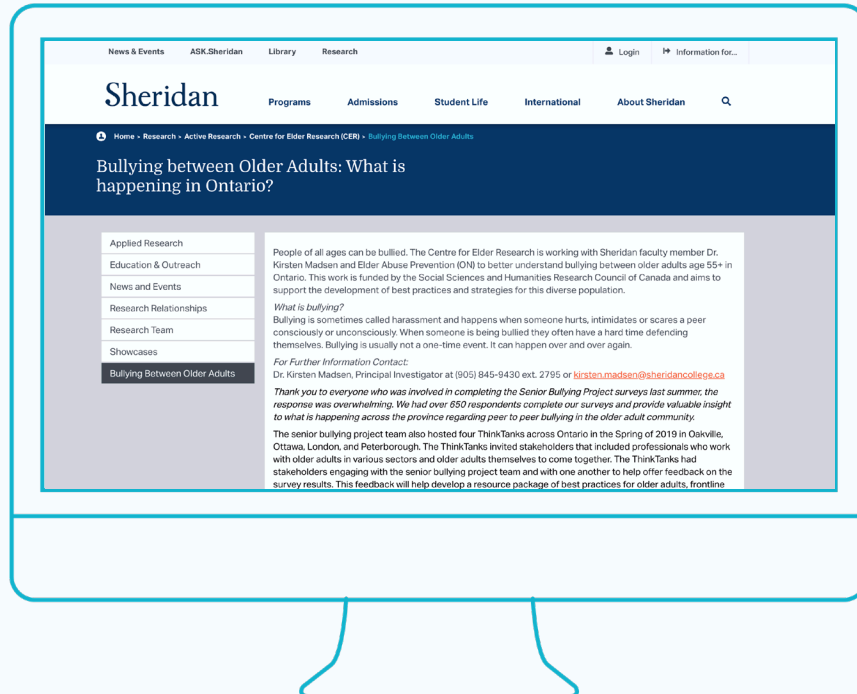 News & Events ASK.Sheridan Library Research Login Information for...
Sheridan Programs Admissions Student Life International About Sheridan
Home » Research » Active Research » Centre for Elder Research (CER) » Bullying Between Older Adults
Bullying between Older Adults: What is
happening in Ontario?
Applied Research
Education & Outreach
News and Events
Research Relationships
Research Team
Showcases
Bullying Between Older Adults
People of all ages can be bullied. The Centre for Elder Research is working with Sheridan faculty member Dr.
Kirsten Madsen and Elder Abuse Prevention (ON) to better understand bullying between older adults age 55+ in
Ontario. This work is funded by the Social Sciences and Humanities Research Council of Canada and aims to
support the development of best practices and strategies for this diverse population.
What is bullying?
Bullying is sometimes called harassment and happens when someone hurts, intimidates or scares a peer
consciously or unconsciously. When someone is being bullied they often have a hard time defending
themselves. Bullying is usually not a one-time event. It can happen over and over again.
For Further Information Contact:
Dr. Kirsten Madsen, Principal Investigator at (905) 845-9430 ext. 2795 or kirsten.madsen@sheridancollege.ca
Thank you to everyone who was involved in completing the Senior Bullying Project surveys last summer, the
response was overwhelming. We had over 650 respondents complete our surveys and provide valuable insight
to what is happening across the province regarding peer to peer bullying in the older adult community.
The senior bullying project team also hosted four ThinkTanks across Ontario in the Spring of 2019 in Oakville,
Ottawa, London, and Peterborough. The ThinkTanks invited stakeholders that included professionals who work
with older adults in various sectors and older adults themselves to come together. The ThinkTanks had
stakeholders engaging with the senior bullying project team and with one another to help offer feedback on the
survey results. This feedback will help develop a resource package of best practices for older adults, frontline